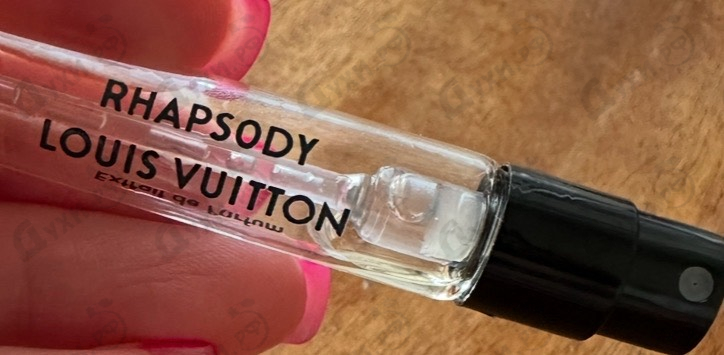 RHAPSODY
LOUIS VUITTON
Extrait de Parfum